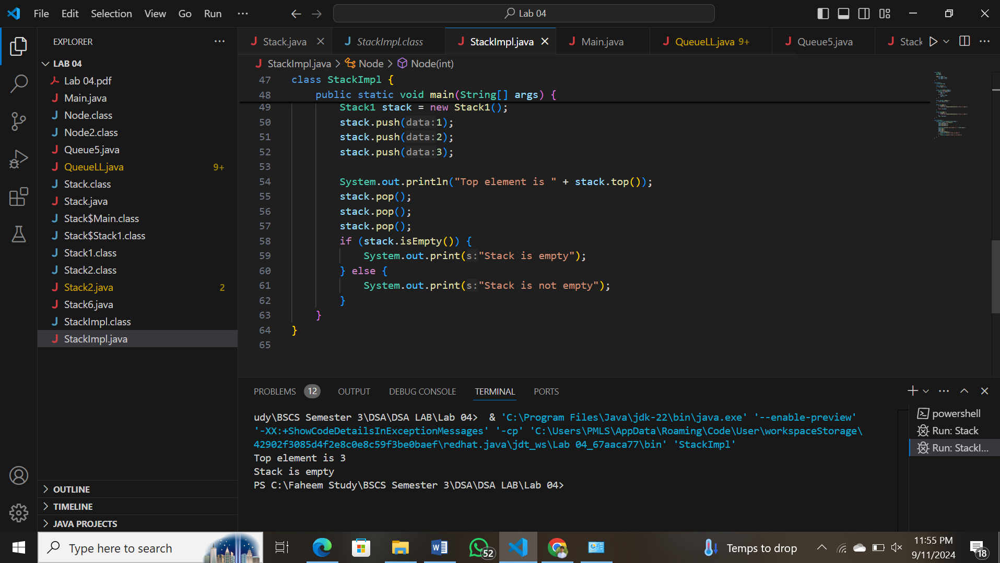 File Edit Selection View Go Run ··· Lab 04
EXPLORER ···
LAB 04
Lab 04.pdf
Main.java
Node.class
Node2.class
Queue5.java
QueueLL.java 9+
Stack.class
Stack.java
Stack$Main.class
Stack$Stack1.class
Stack1.class
Stack2.class
Stack2.java 2
Stack6.java
StackImpl.class
StackImpl.java
OUTLINE
TIMELINE
JAVA PROJECTS
Stack.java StackImpl.class StackImpl.java Main.java QueueLL.java 9+ Queue5.java Stack
StackImpl.java > Node > Node(int)
47 class StackImpl {
48 public static void main(String[] args) {
49 Stack1 stack = new Stack1();
50 stack.push(data:1);
51 stack.push(data:2);
52 stack.push(data:3);
53
54 System.out.println("Top element is " + stack.top());
55 stack.pop();
56 stack.pop();
57 stack.pop();
58 if (stack.isEmpty()) {
59 System.out.print(s:"Stack is empty");
60 } else {
61 System.out.print(s:"Stack is not empty");
62 }
63 }
64 }
65
PROBLEMS 12 OUTPUT DEBUG CONSOLE TERMINAL PORTS
udy\BSCS Semester 3\DSA\DSA LAB\Lab 04> & 'C:\Program Files\Java\jdk-22\bin\java.exe' '--enable-preview'
'-XX:+ShowCodeDetailsInExceptionMessages' '-cp' 'C:\Users\PMLS\AppData\Roaming\Code\User\workspaceStorage\
42902f3085d4f2e8c0e8c59f3be0baef\redhat.java\jdt_ws\Lab 04_67aaca77\bin' 'StackImpl'
Top element is 3
Stack is empty
PS C:\Faheem Study\BSCS Semester 3\DSA\DSA LAB\Lab 04>
powershell
Run: Stack
Run: StackI...
Type here to search
52
Temps to drop
11:55 PM
9/11/2024
18